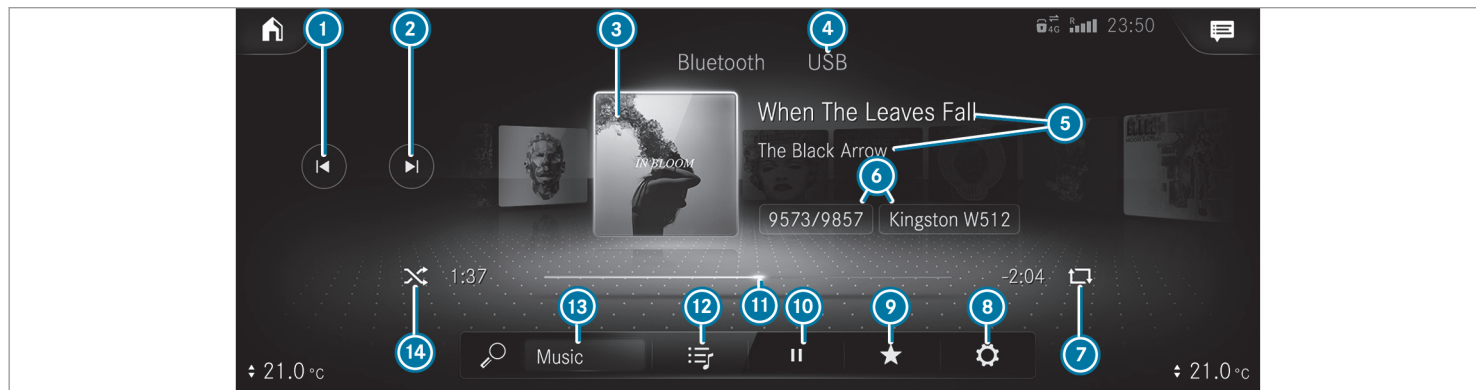 1 2 3 4
4G R 23:50
Bluetooth USB
When The Leaves Fall
5
The Black Arrow
IN BLOOM
6
9573/9857 Kingston W512
1:37 -2:04
13 12 11 10 9 8
Music
14 7
21.0 °C 21.0 °C